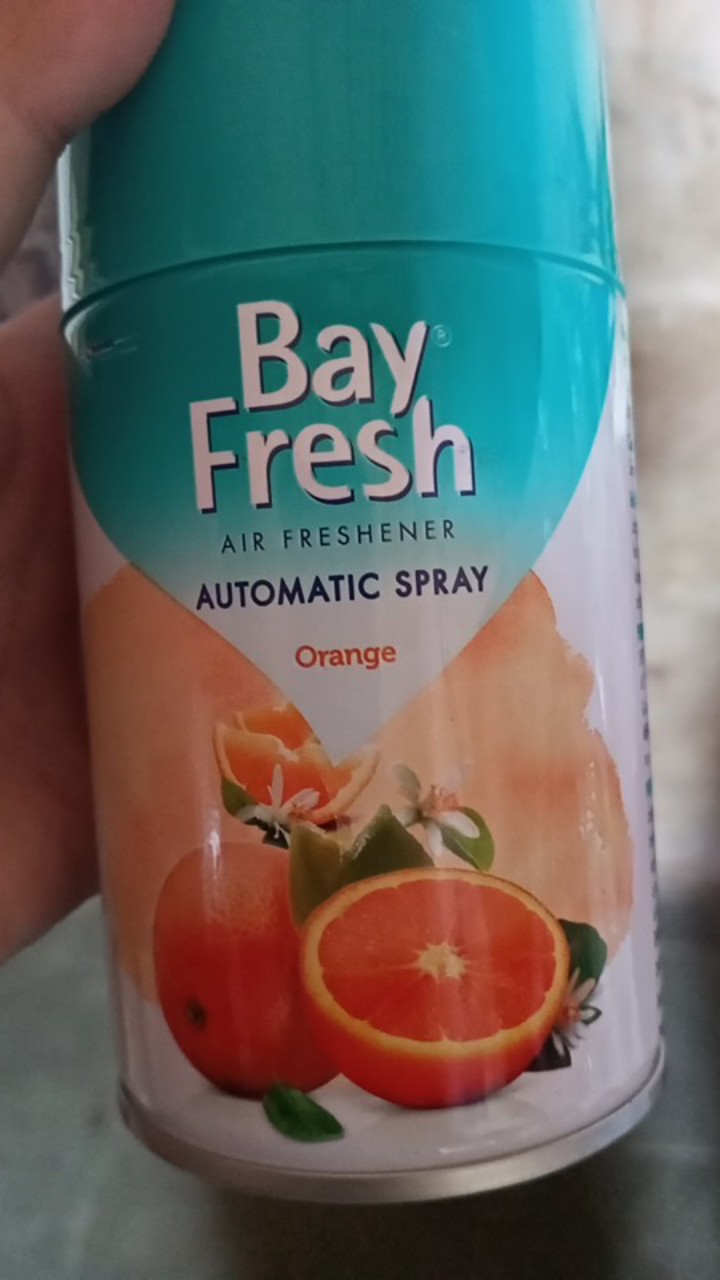 Bay®
Fresh
AIR FRESHENER
AUTOMATIC SPRAY
Orange